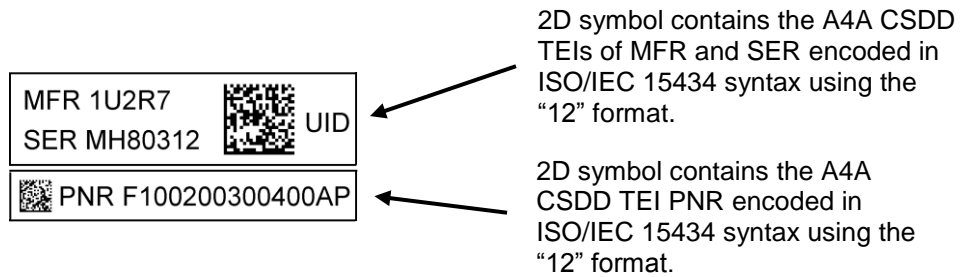 2D symbol contains the A4A CSDD
TEIs of MFR and SER encoded in
ISO/IEC 15434 syntax using the
“12” format.
MFR 1U2R7
SER MH80312
UID
2D symbol contains the A4A
CSDD TEI PNR encoded in
ISO/IEC 15434 syntax using the
“12” format.
PNR F100200300400AP